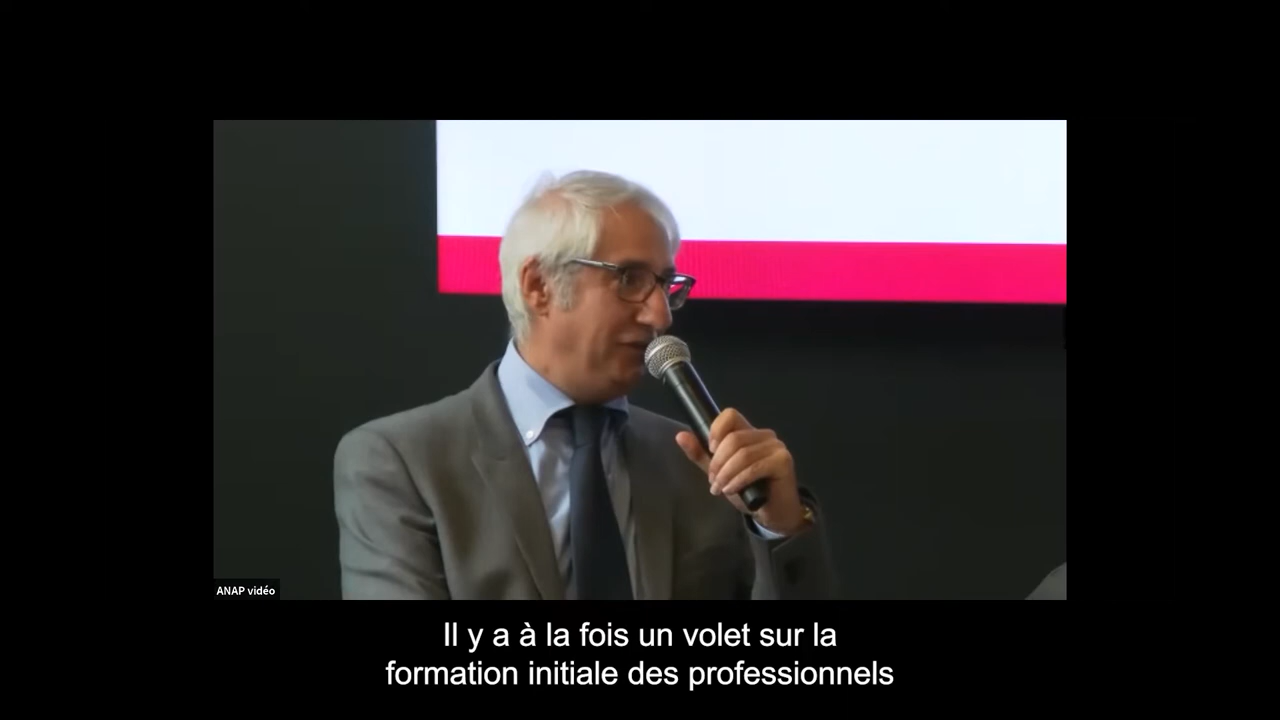 ANAP vidéo
Il y a à la fois un volet sur la
formation initiale des professionnels